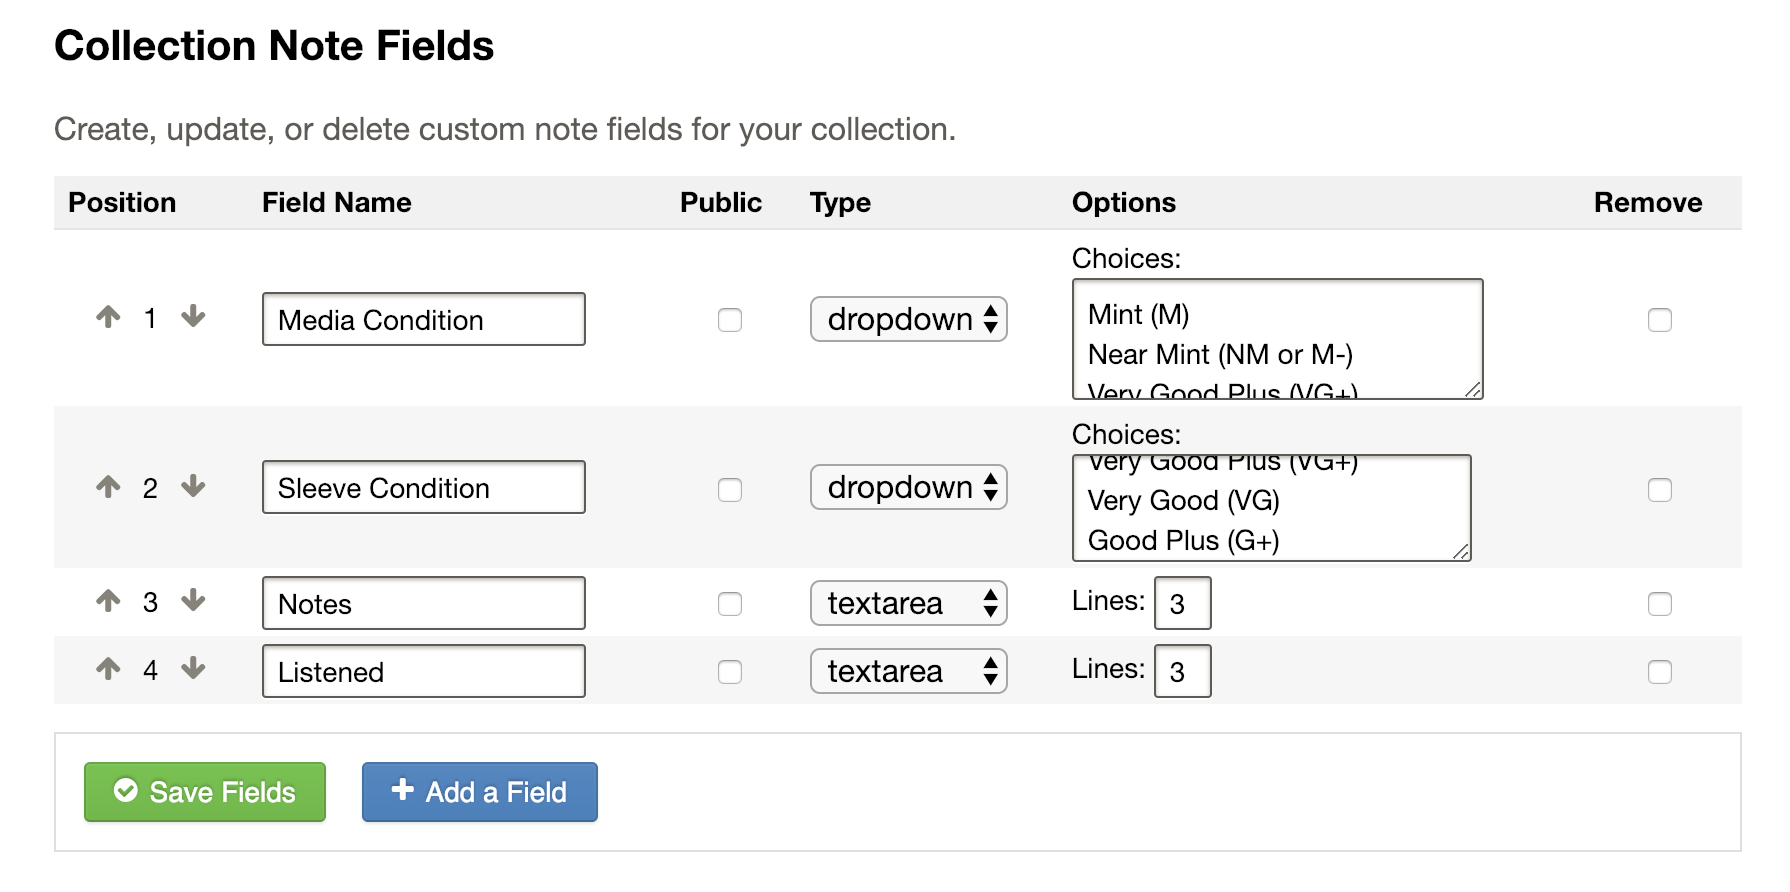 Collection Note Fields
Create, update, or delete custom note fields for your collection.
Position Field Name Public Type Options Remove
Choices:
1 Media Condition dropdown Mint (M)
Near Mint (NM or M-)
Very Good Plus (VG+)
Choices:
Very Good Plus (VG+)
2 Sleeve Condition dropdown Very Good (VG)
Good Plus (G+)
3 Notes textarea Lines: 3
4 Listened textarea Lines: 3
Save Fields + Add a Field